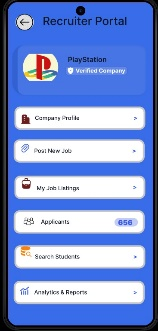 Recruiter Portal
PlayStation
Verified Company
Company Profile >
Post New Job >
My Job Listings >
Applicants 656
Search Students >
Analytics & Reports >